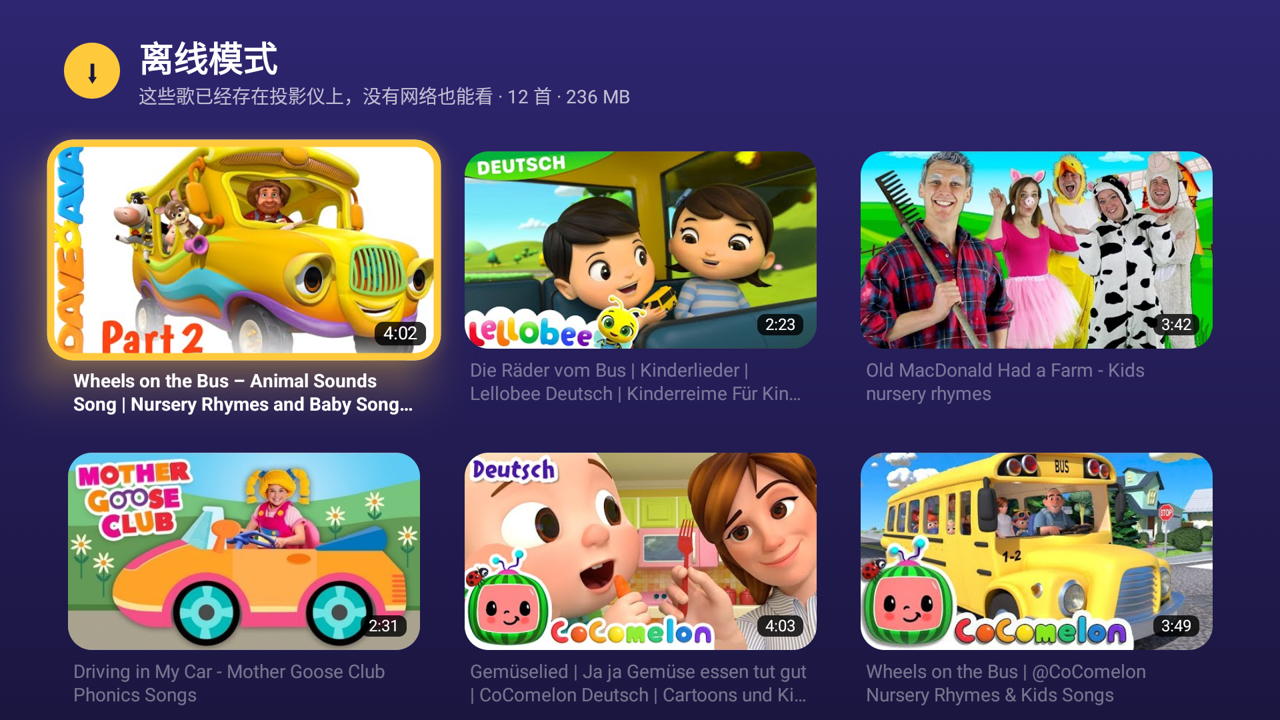 离线模式
这些歌已经存在投影仪上，没有网络也能看 · 12 首 · 236 MB
DAVE & AVA
Part 2
4:02
DEUTSCH
Lellobee
2:23
3:42
Wheels on the Bus – Animal Sounds
Song | Nursery Rhymes and Baby Song…
Die Räder vom Bus | Kinderlieder |
Lellobee Deutsch | Kinderreime Für Kin…
Old MacDonald Had a Farm - Kids
nursery rhymes
MOTHER
GOOSE
CLUB
2:31
Deutsch
CoComelon
4:03
BUS
STOP
1-2
CoComelon
3:49
Driving in My Car - Mother Goose Club
Phonics Songs
Gemüselied | Ja ja Gemüse essen tut gut
| CoComelon Deutsch | Cartoons und Ki…
Wheels on the Bus | @CoComelon
Nursery Rhymes & Kids Songs